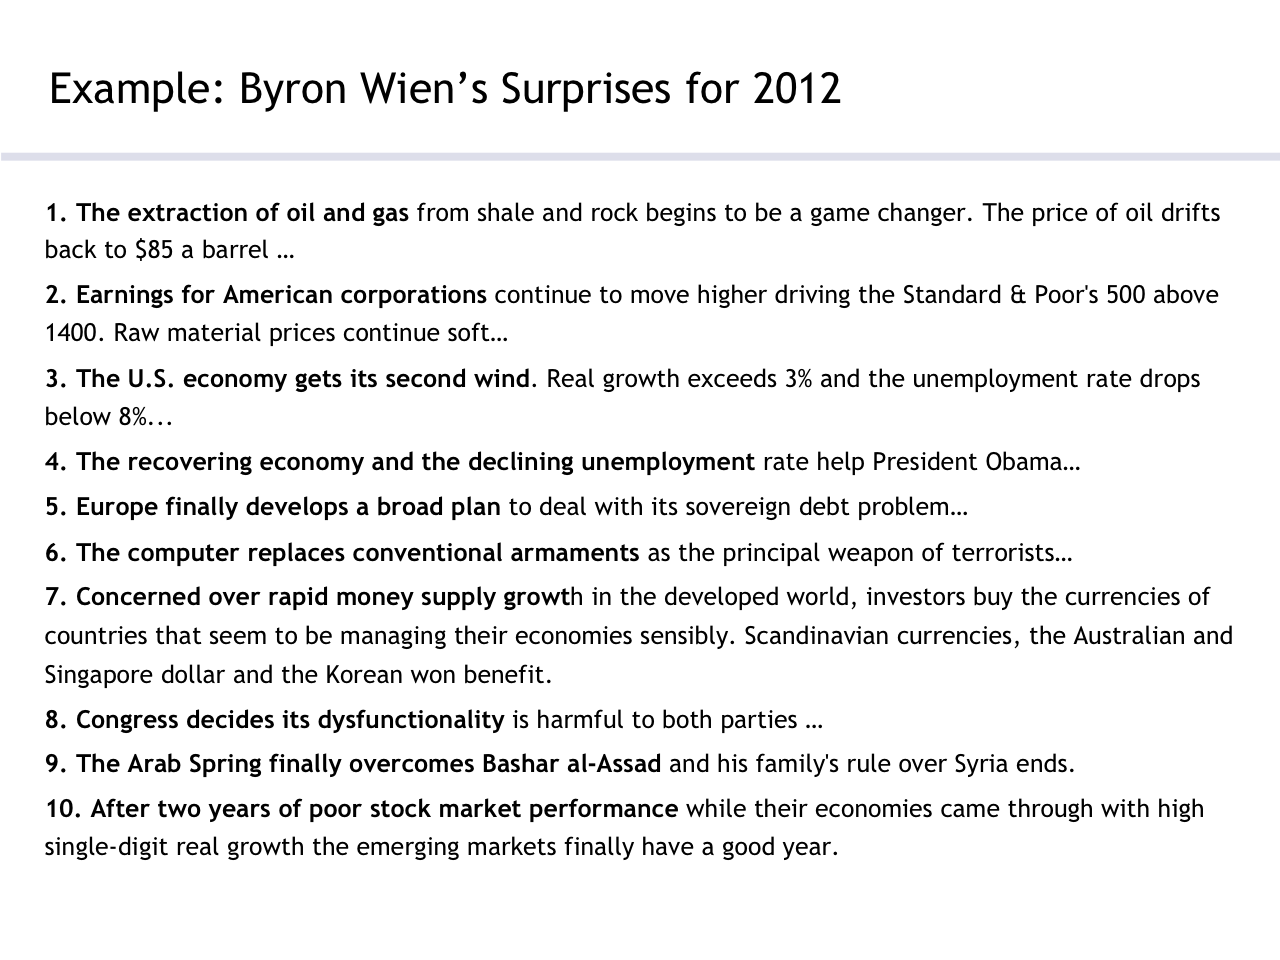 Example: Byron Wien’s Surprises for 2012
1. The extraction of oil and gas from shale and rock begins to be a game changer. The price of oil drifts
back to $85 a barrel …
2. Earnings for American corporations continue to move higher driving the Standard & Poor's 500 above
1400. Raw material prices continue soft…
3. The U.S. economy gets its second wind. Real growth exceeds 3% and the unemployment rate drops
below 8%...
4. The recovering economy and the declining unemployment rate help President Obama…
5. Europe finally develops a broad plan to deal with its sovereign debt problem…
6. The computer replaces conventional armaments as the principal weapon of terrorists…
7. Concerned over rapid money supply growth in the developed world, investors buy the currencies of
countries that seem to be managing their economies sensibly. Scandinavian currencies, the Australian and
Singapore dollar and the Korean won benefit.
8. Congress decides its dysfunctionality is harmful to both parties …
9. The Arab Spring finally overcomes Bashar al-Assad and his family's rule over Syria ends.
10. After two years of poor stock market performance while their economies came through with high
single-digit real growth the emerging markets finally have a good year.